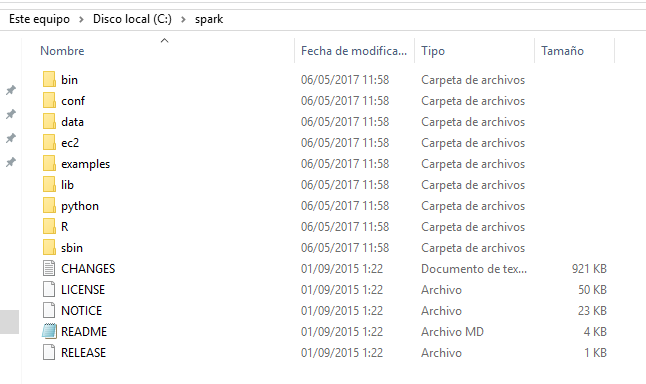 Este equipo > Disco local (C:) > spark
Nombre Fecha de modifica... Tipo Tamaño
bin 06/05/2017 11:58 Carpeta de archivos
conf 06/05/2017 11:58 Carpeta de archivos
data 06/05/2017 11:58 Carpeta de archivos
ec2 06/05/2017 11:58 Carpeta de archivos
examples 06/05/2017 11:58 Carpeta de archivos
lib 06/05/2017 11:58 Carpeta de archivos
python 06/05/2017 11:58 Carpeta de archivos
R 06/05/2017 11:58 Carpeta de archivos
sbin 06/05/2017 11:58 Carpeta de archivos
CHANGES 01/09/2015 1:22 Documento de tex... 921 KB
LICENSE 01/09/2015 1:22 Archivo 50 KB
NOTICE 01/09/2015 1:22 Archivo 23 KB
README 01/09/2015 1:22 Archivo MD 4 KB
RELEASE 01/09/2015 1:22 Archivo 1 KB